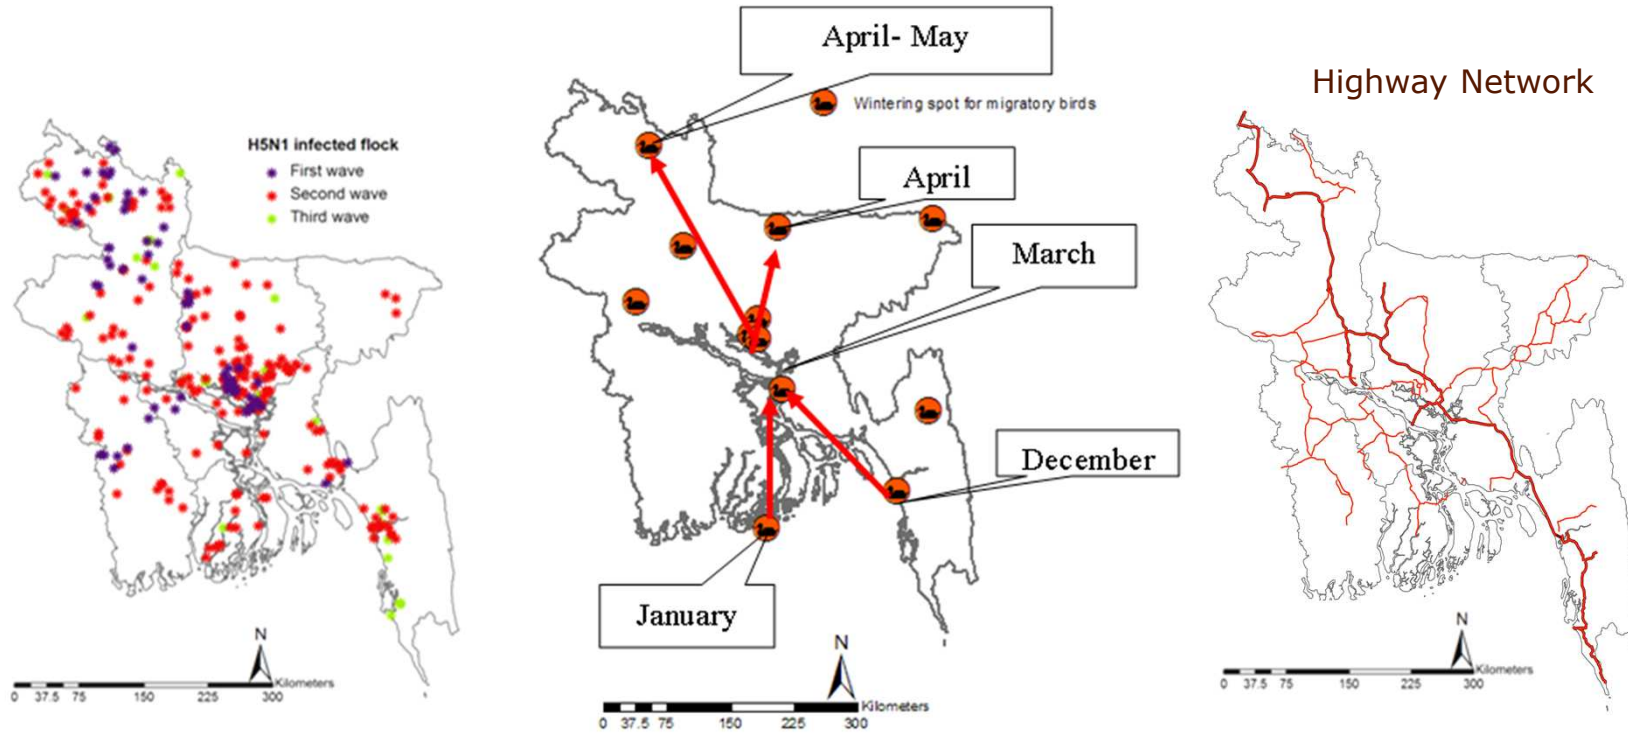 H5N1 infected flock
First wave
Second wave
Third wave
N
Kilometers
0 37.5 75 150 225 300
April- May
Wintering spot for migratory birds
April
March
December
January
N
Kilometers
0 37.5 75 150 225 300
Highway Network
N
Kilometers
0 37.5 75 150 225 300